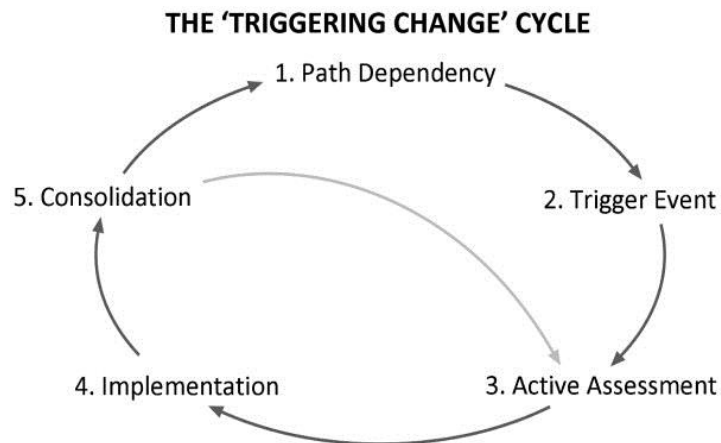 THE ‘TRIGGERING CHANGE’ CYCLE
1. Path Dependency
2. Trigger Event
3. Active Assessment
4. Implementation
5. Consolidation